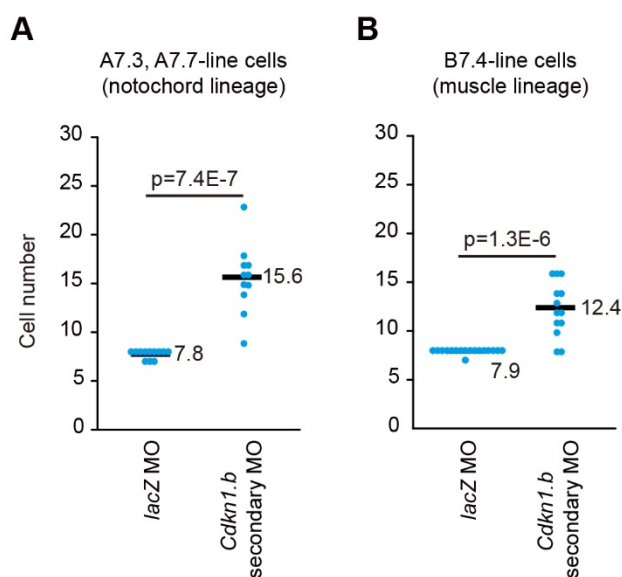 A
A7.3, A7.7-line cells
(notochord lineage)
Cell number
30
25
20
15
10
5
0
p=7.4E-7
15.6
7.8
lacZ MO
Cdkn1.b
secondary MO
B
B7.4-line cells
(muscle lineage)
30
25
20
15
10
5
0
p=1.3E-6
12.4
7.9
lacZ MO
Cdkn1.b
secondary MO